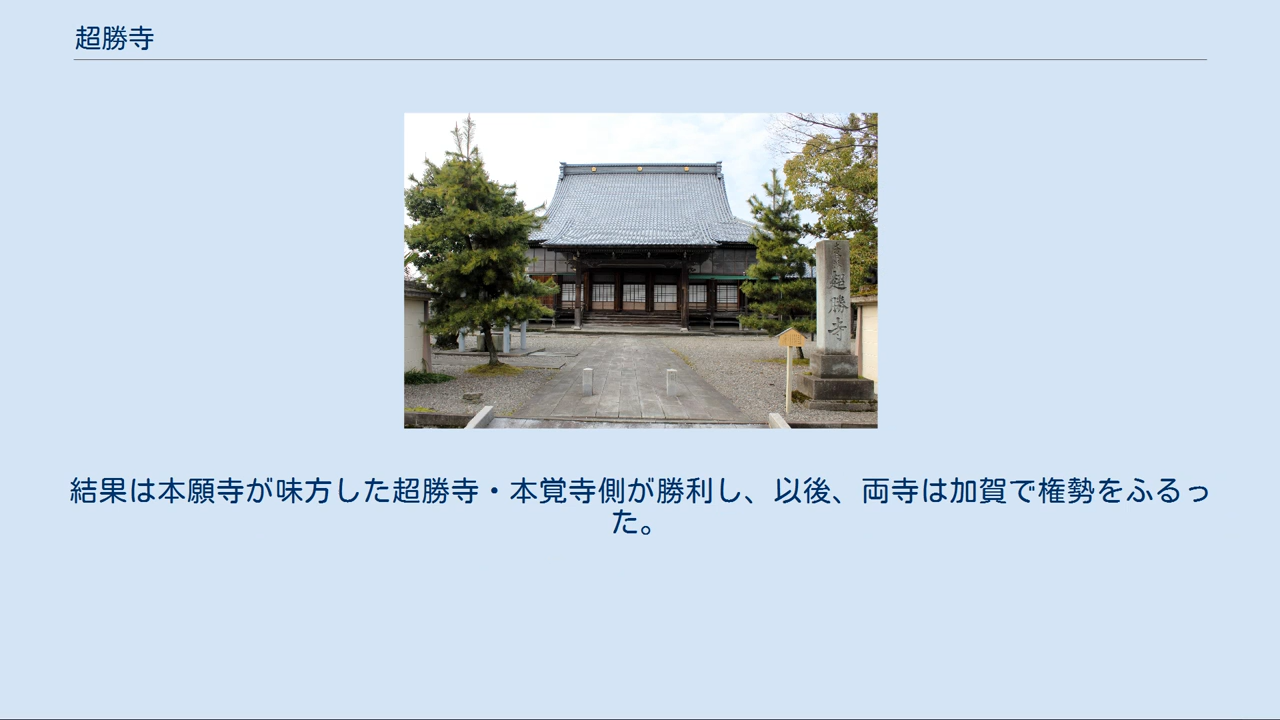 超勝寺
超勝寺
結果は本願寺が味方した超勝寺・本覚寺側が勝利し、以後、両寺は加賀で権勢をふるっ
た。